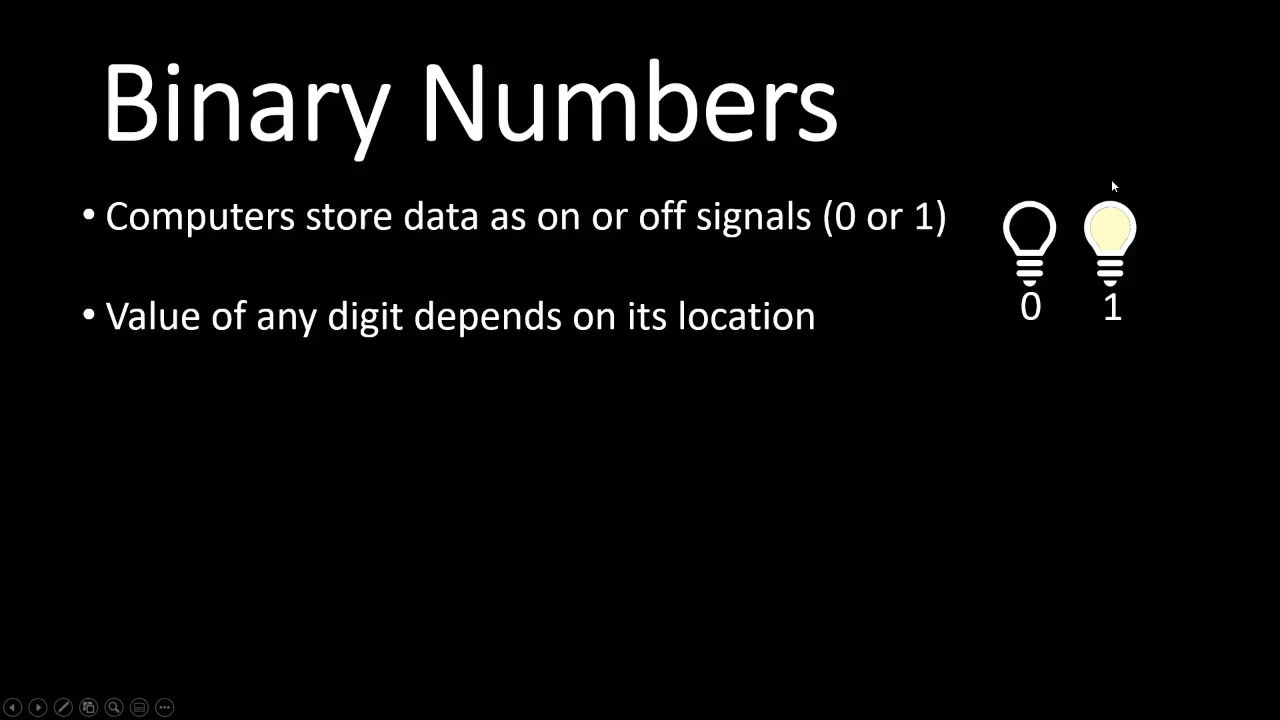 Binary Numbers
• Computers store data as on or off signals (0 or 1)
0 1
• Value of any digit depends on its location